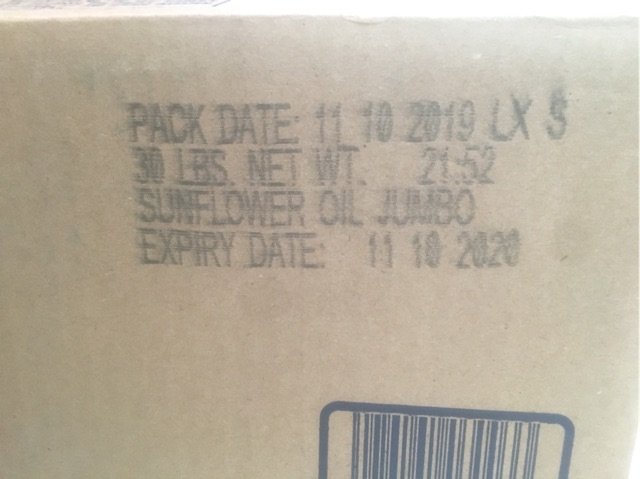 PACK DATE: 11 10 2019 LX S
30 LBS. NET WT. 21:52
SUNFLOWER OIL JUMBO
EXPIRY DATE: 11 10 2020